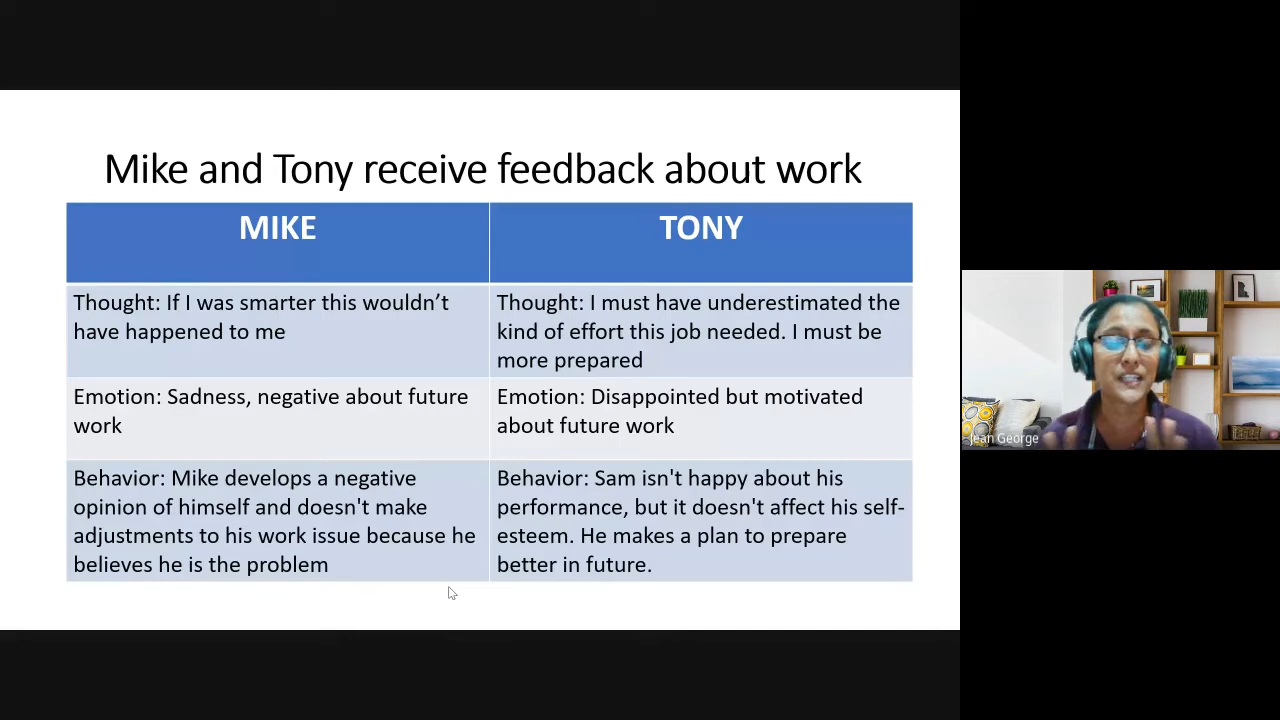 Mike and Tony receive feedback about work
MIKE
TONY
Thought: If I was smarter this wouldn’t
have happened to me
Thought: I must have underestimated the
kind of effort this job needed. I must be
more prepared
Emotion: Sadness, negative about future
work
Emotion: Disappointed but motivated
about future work
Behavior: Mike develops a negative
opinion of himself and doesn't make
adjustments to his work issue because he
believes he is the problem
Behavior: Sam isn't happy about his
performance, but it doesn't affect his self-
esteem. He makes a plan to prepare
better in future.
Jean George